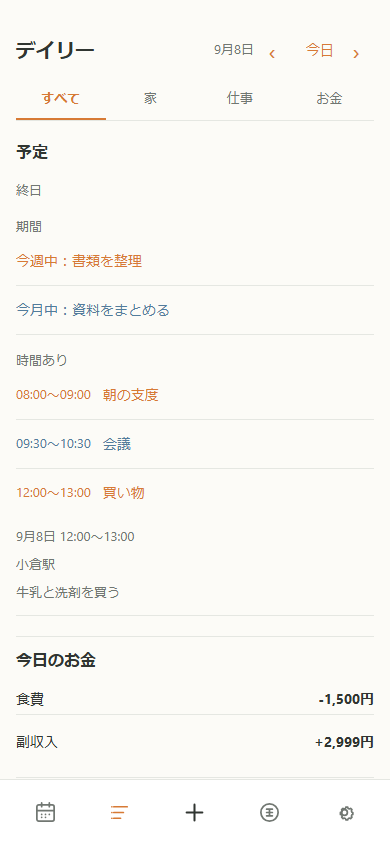 デイリー 9月8日 ‹ 今日 ›
すべて 家 仕事 お金
予定
終日
期間
今週中：書類を整理
今月中：資料をまとめる
時間あり
08:00〜09:00 朝の支度
09:30〜10:30 会議
12:00〜13:00 買い物
9月8日 12:00〜13:00
小倉駅
牛乳と洗剤を買う
今日のお金
食費 -1,500円
副収入 +2,999円